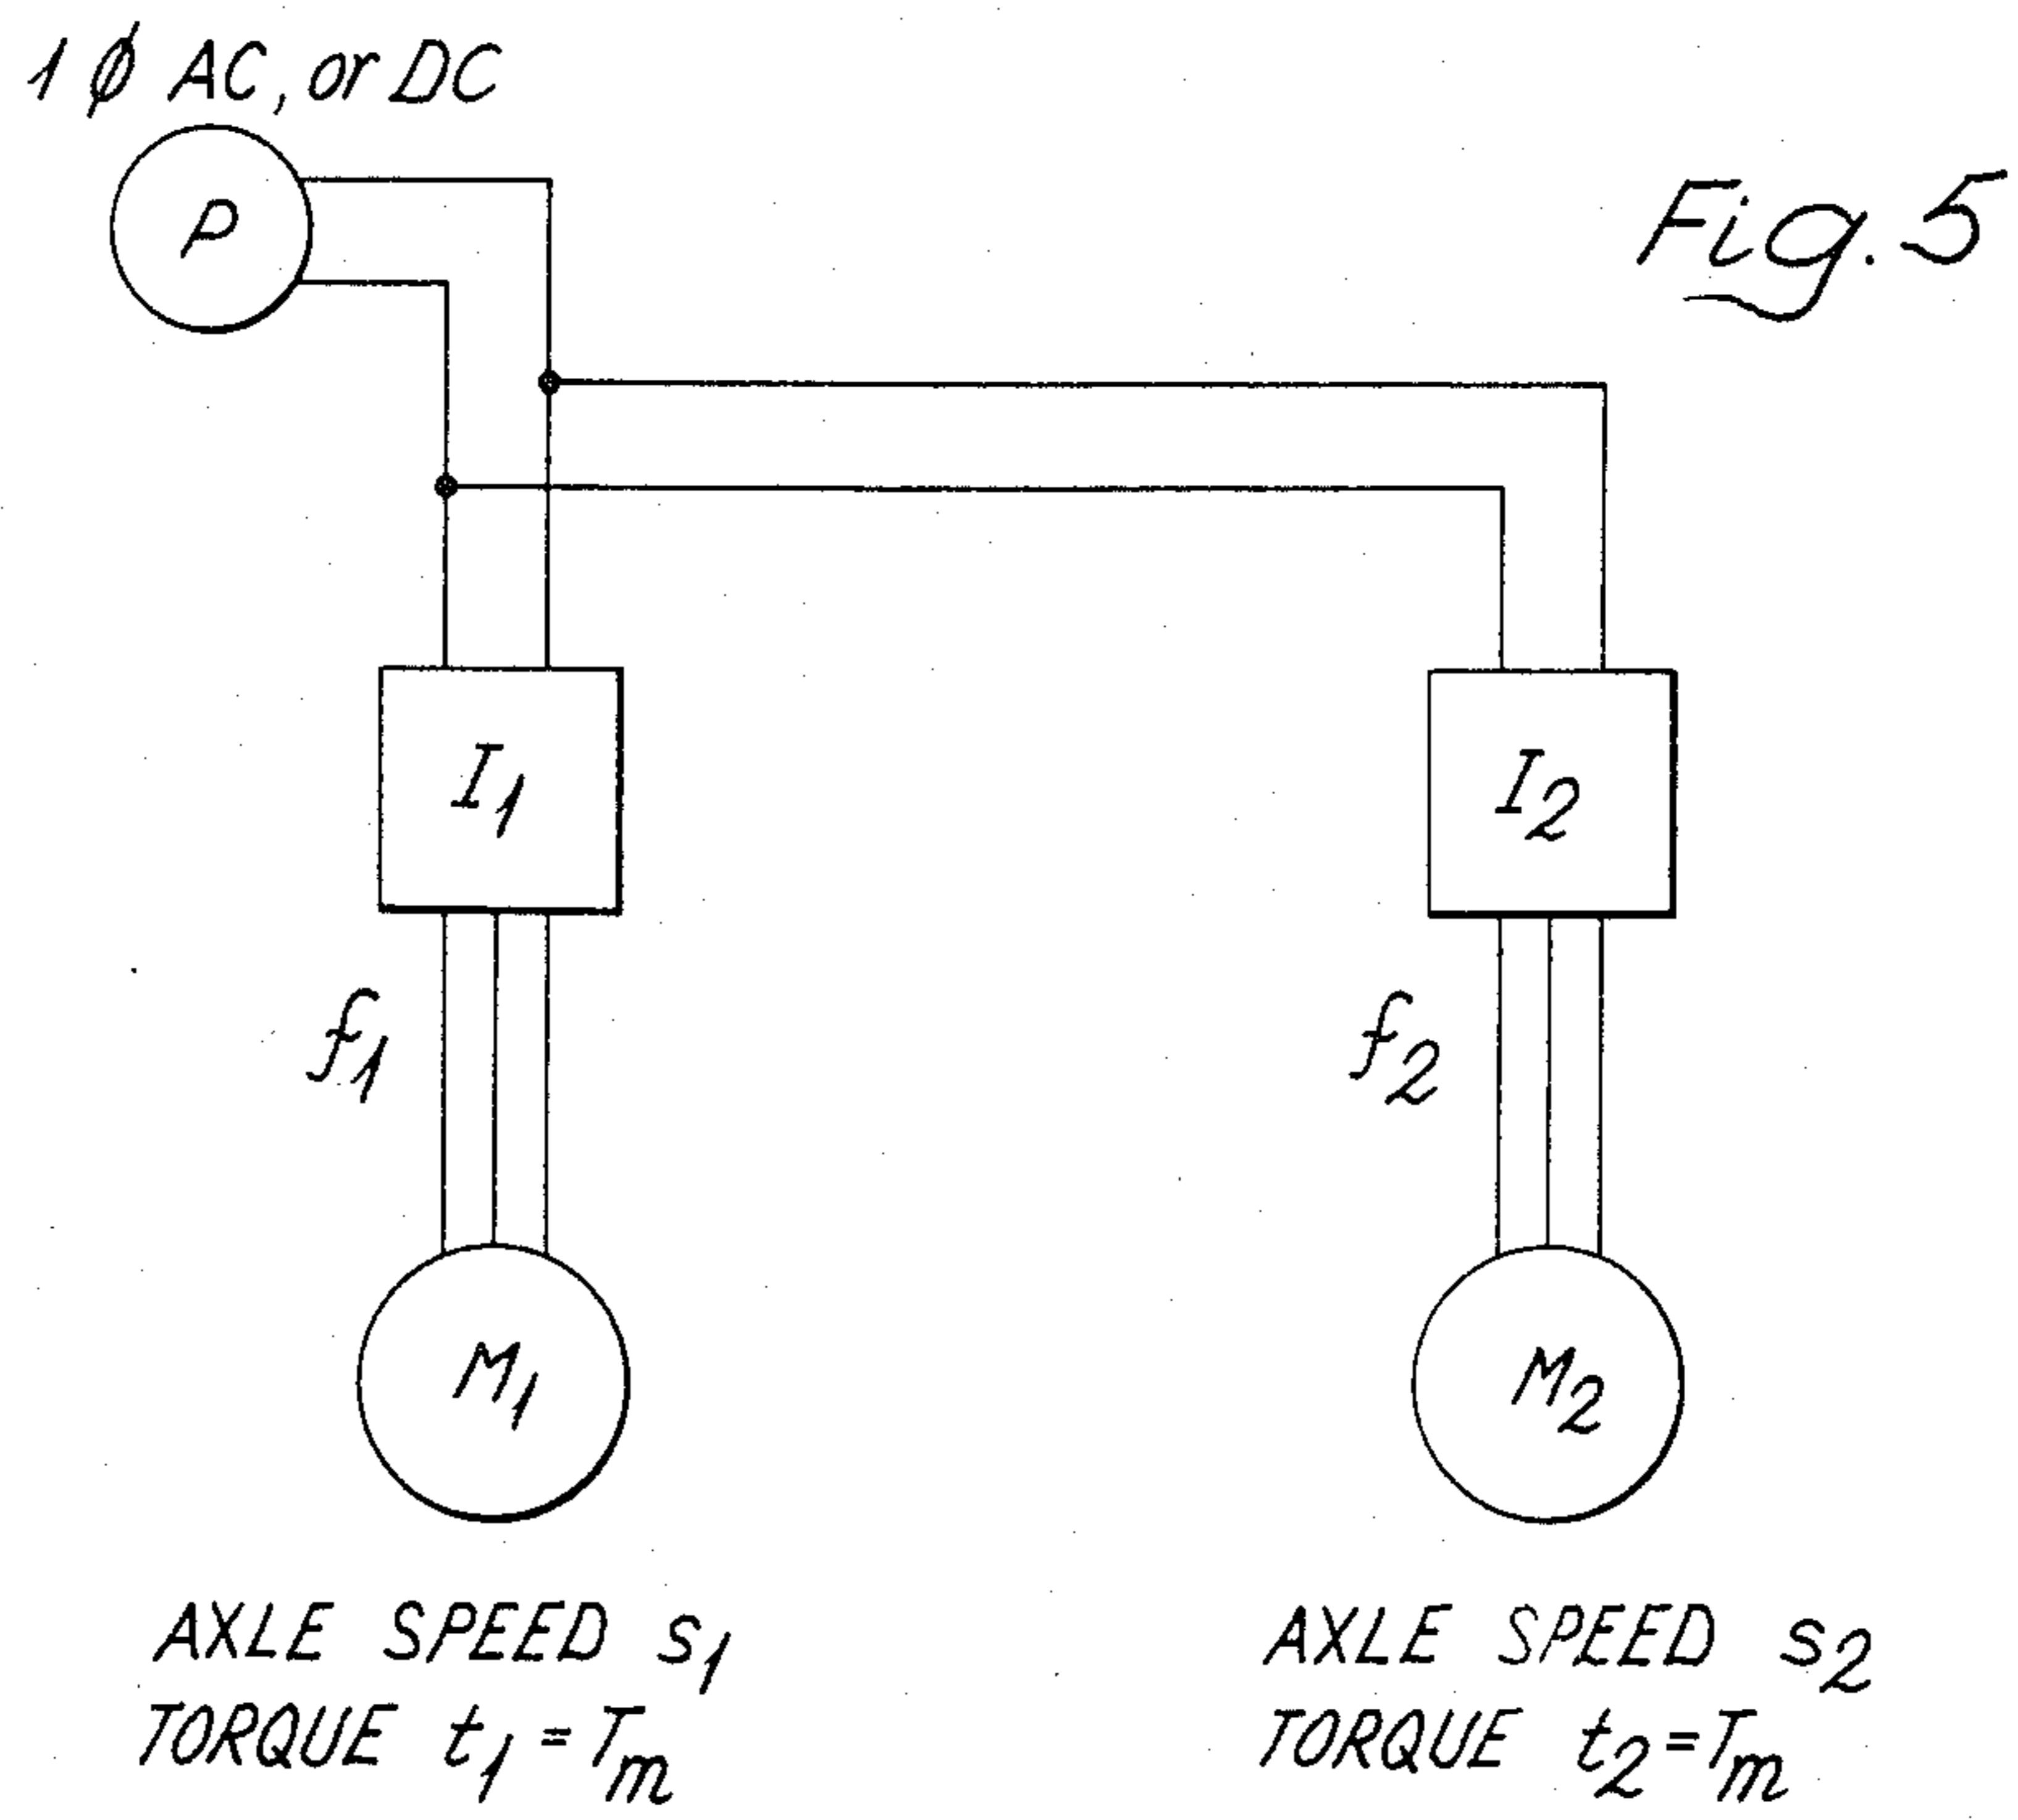 1 ϕ AC, or DC
P
Fig. 5
I1
I2
f1
f2
M1
M2
AXLE SPEED s1
TORQUE t1 = Tm
AXLE SPEED s2
TORQUE t2 = Tm